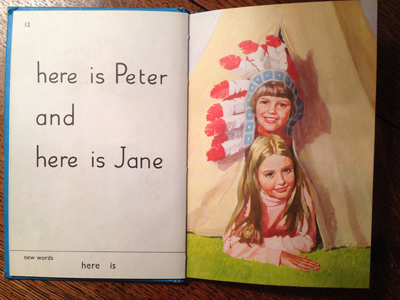 12
here is Peter
and
here is Jane
new words
here is